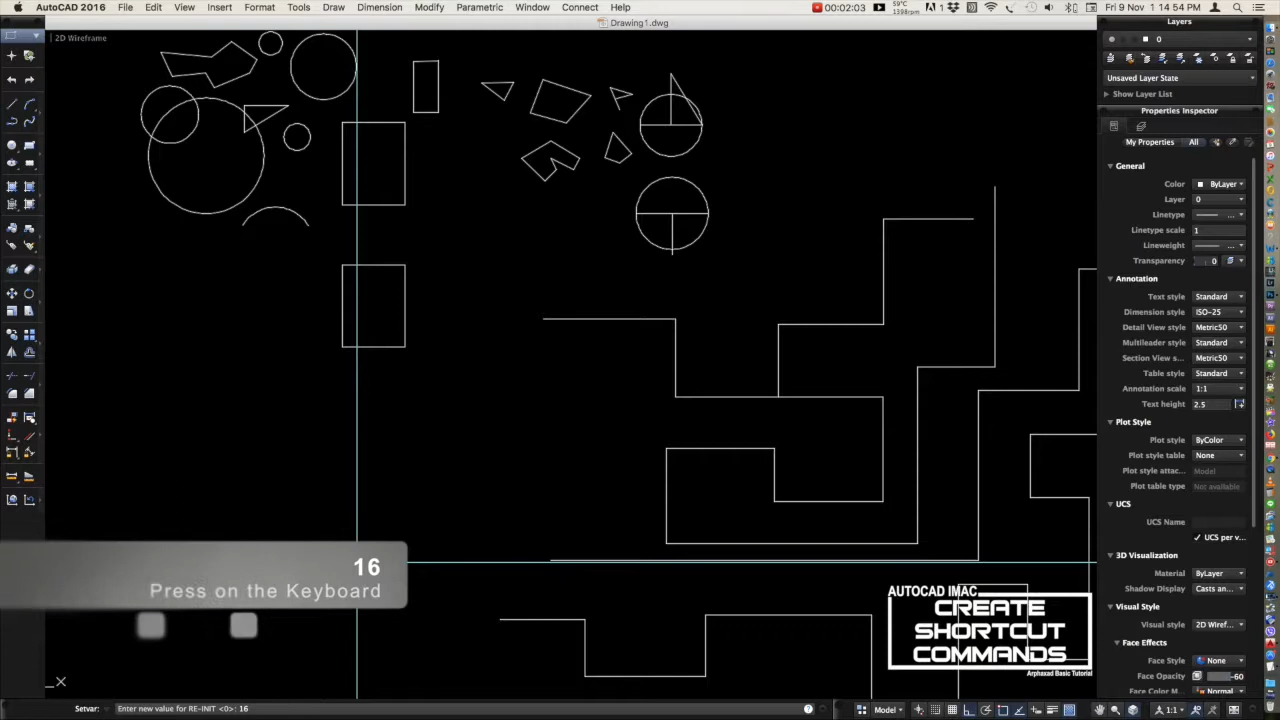 AutoCAD 2016 File Edit View Insert Format Tools Draw Dimension Modify Parametric Window Connect Help
00:02:03 59°C 1398rpm 1 Fri 9 Nov 14:54
Drawing1.dwg
2D Wireframe
Layers
0
Unsaved Layer State
Show Layer List
Properties Inspector
My Properties All
General
Color ByLayer
Layer 0
Linetype ...
Linetype scale 1
Lineweight ...
Transparency 0
Annotation
Text style Standard
Dimension style ISO-25
Detail View style Metric50
Multileader style Standard
Section View s... Metric50
Table style Standard
Annotation scale 1:1
Text height 2.5
Plot Style
Plot style ByColor
Plot style table None
Plot style attac... Model
Plot table type Not available
UCS
UCS Name
UCS per v...
3D Visualization
Material ByLayer
Shadow Display Casts an...
Visual Style
Visual style 2D Wiref...
Face Effects
Face Style None
Face Opacity -60
Face Color M... Normal
16
Press on the Keyboard
AUTOCAD IMAC
CREATE
SHORTCUT
COMMANDS
Arphaxad Basic Tutorial
Setvar: Enter new value for RE-INIT <0>: 16
Model 1:1